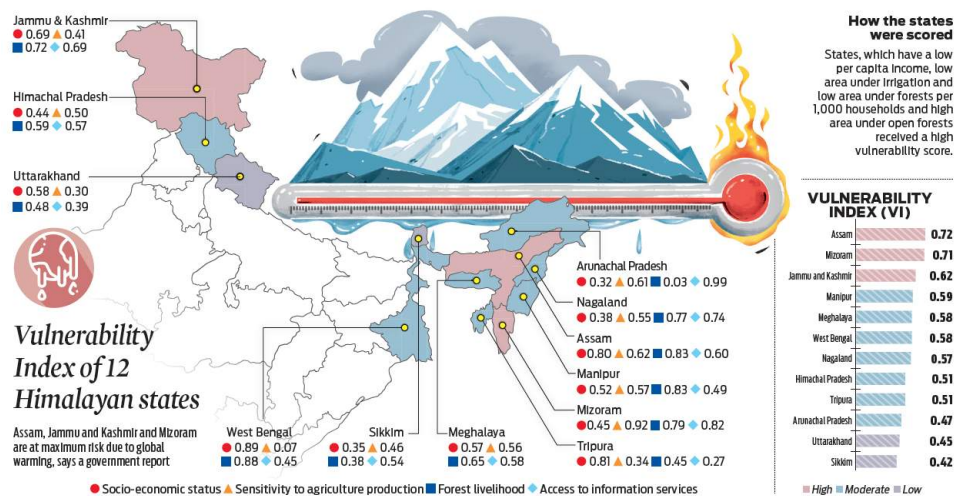 Jammu & Kashmir
0.69 0.41
0.72 0.69
Himachal Pradesh
0.44 0.50
0.59 0.57
Uttarakhand
0.58 0.30
0.48 0.39
Vulnerability
Index of 12
Himalayan states
Assam, Jammu and Kashmir and Mizoram
are at maximum risk due to global
warming, says a government report
West Bengal
0.89 0.07
0.88 0.45
Sikkim
0.35 0.46
0.38 0.54
Meghalaya
0.57 0.56
0.65 0.58
Arunachal Pradesh
0.32 0.61 0.03 0.99
Nagaland
0.38 0.55 0.77 0.74
Assam
0.80 0.62 0.83 0.60
Manipur
0.52 0.57 0.83 0.49
Mizoram
0.45 0.92 0.79 0.82
Tripura
0.81 0.34 0.45 0.27
Socio-economic status Sensitivity to agriculture production Forest livelihood Access to information services
How the states
were scored
States, which have a low
per capita income, low
area under Irrigation and
low area under forests per
1,000 households and high
area under open forests
received a high
vulnerability score.
VULNERABILITY
INDEX (VI)
Assam 0.72
Mizoram 0.71
Jammu and Kashmir 0.62
Manipur 0.59
Meghalaya 0.58
West Bengal 0.58
Nagaland 0.57
Himachal Pradesh 0.51
Tripura 0.51
Arunachal Pradesh 0.47
Uttarakhand 0.45
Sikkim 0.42
High Moderate Low